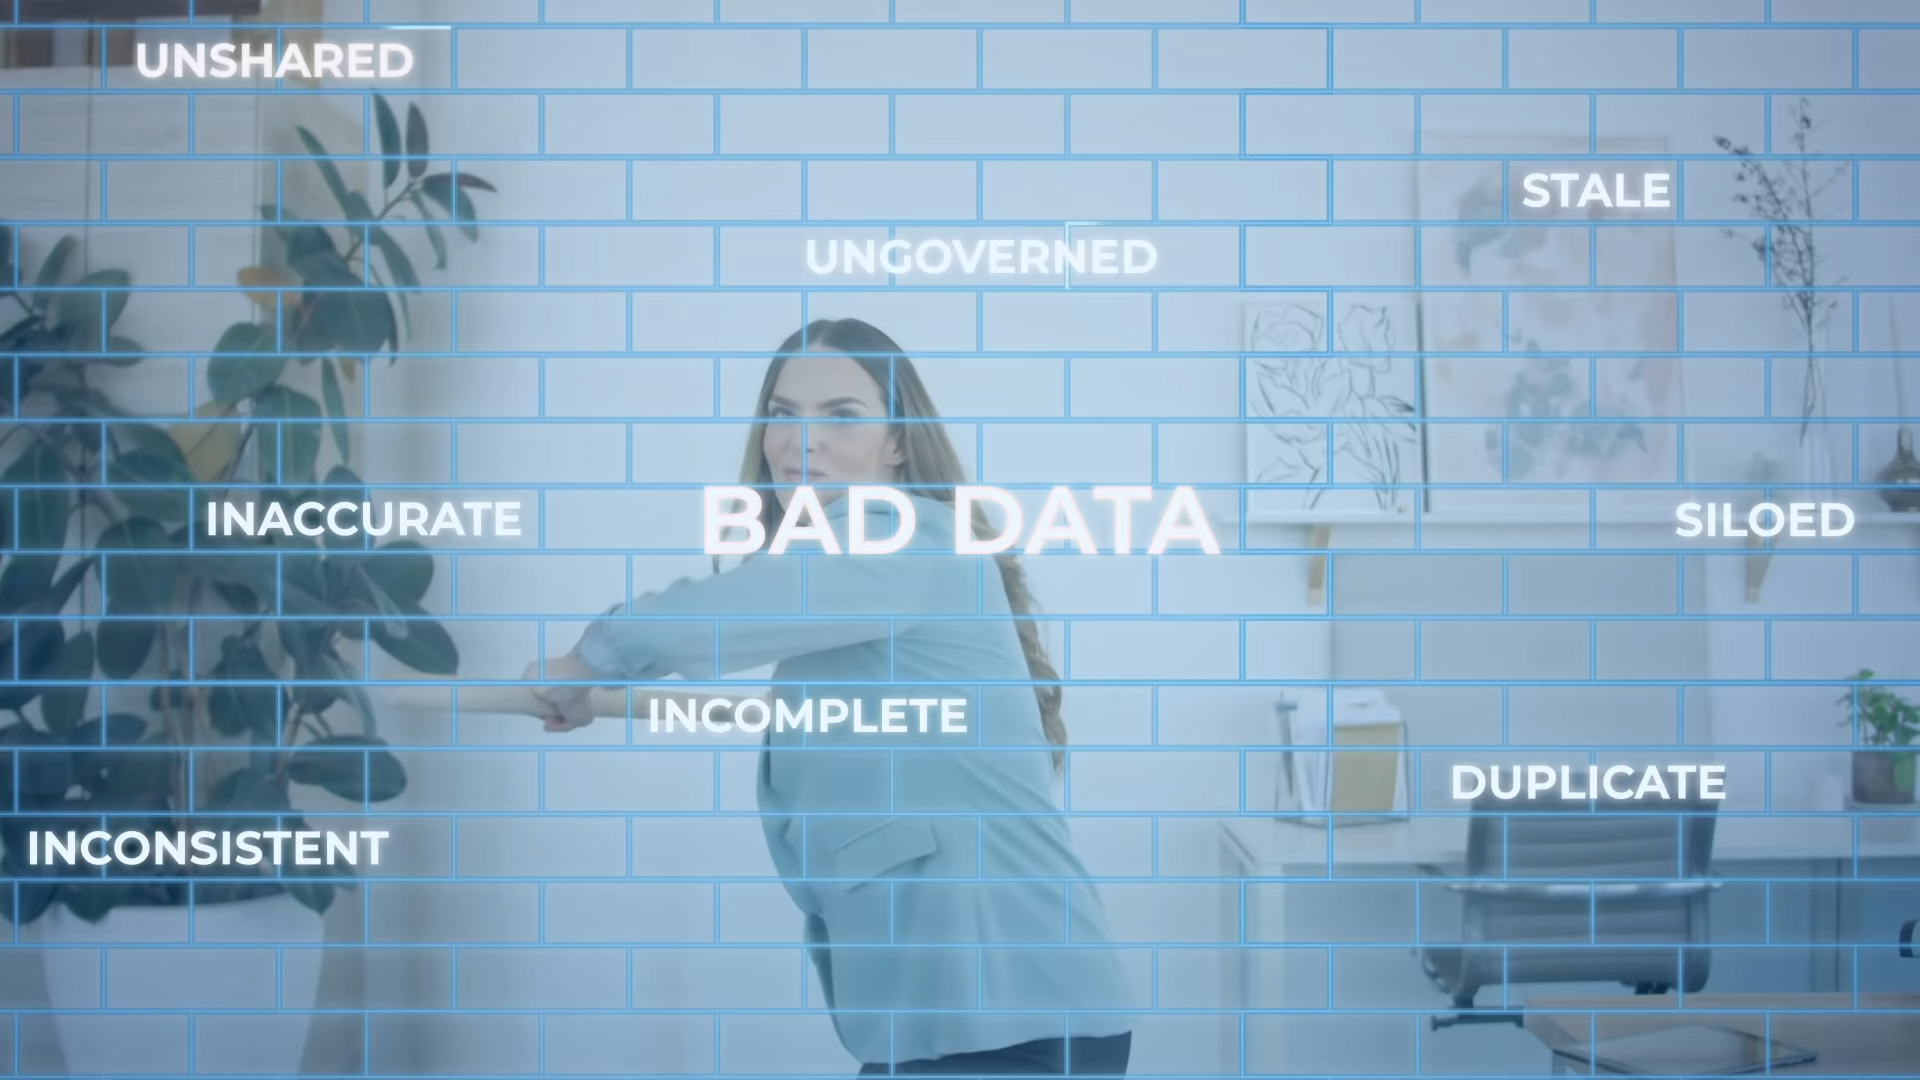 UNSHARED
STALE
UNGOVERNED
INACCURATE
BAD DATA
SILOED
INCOMPLETE
DUPLICATE
INCONSISTENT